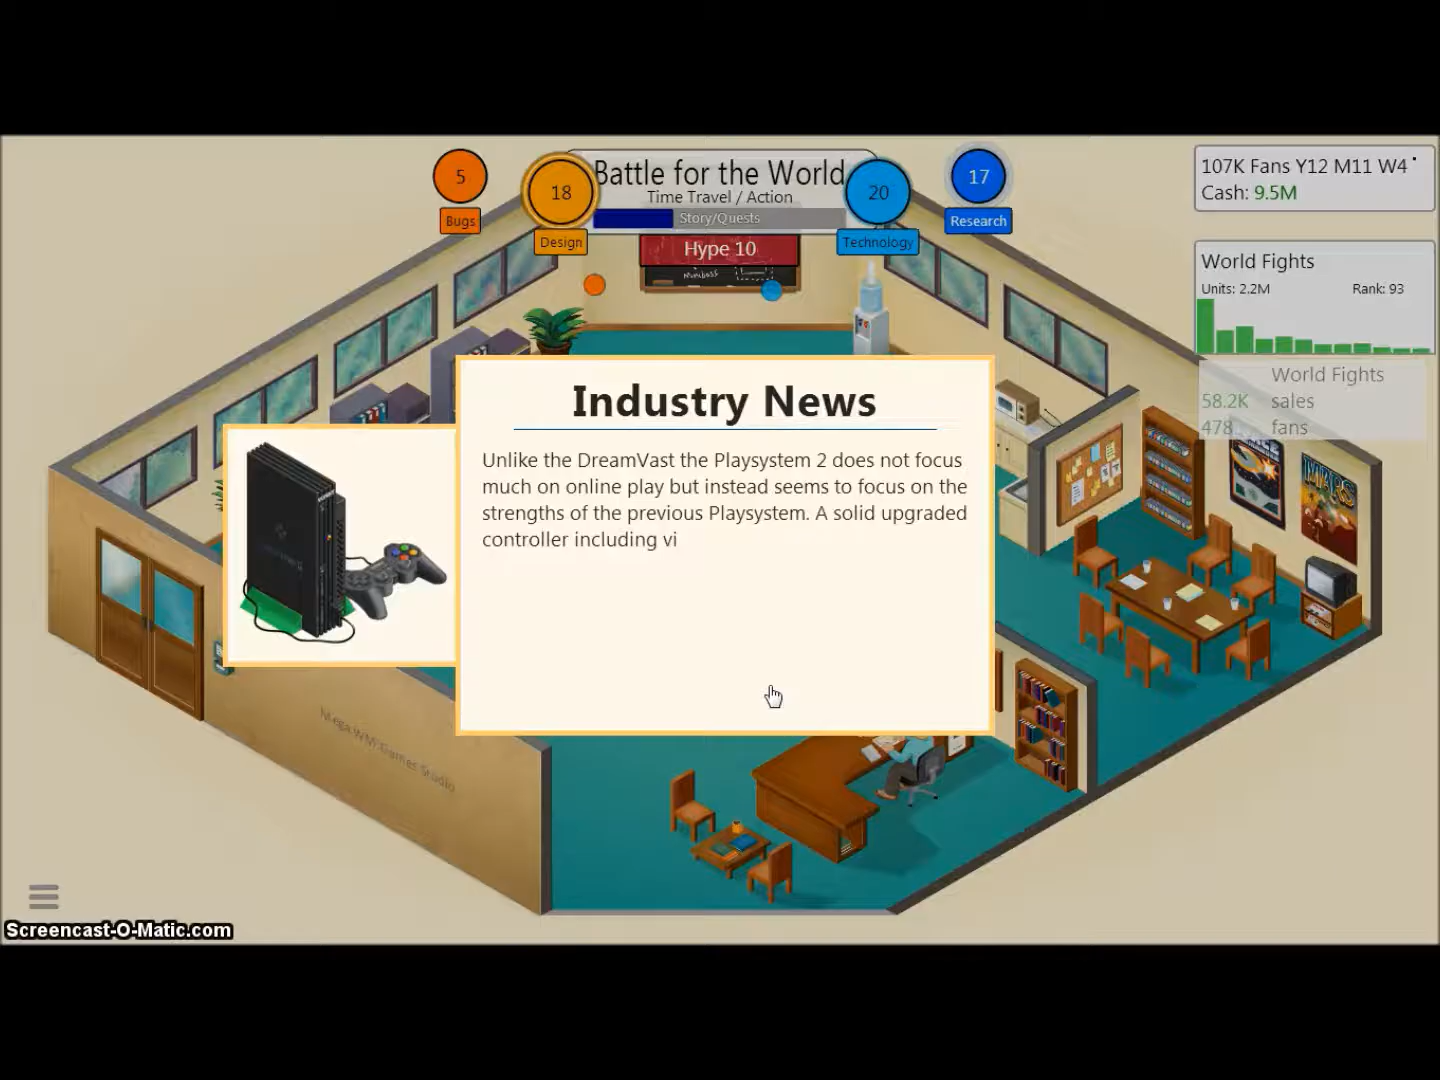 5
Bugs
18
Design
Battle for the World
Time Travel / Action
Story/Quests
Hype 10
20
Technology
17
Research
107K Fans Y12 M11 W4
Cash: 9.5M
World Fights
Units: 2.2M Rank: 93
World Fights
58.2K sales
478 fans
Industry News
Unlike the DreamVast the Playsystem 2 does not focus
much on online play but instead seems to focus on the
strengths of the previous Playsystem. A solid upgraded
controller including vi
Games Studio
Screencast-O-Matic.com